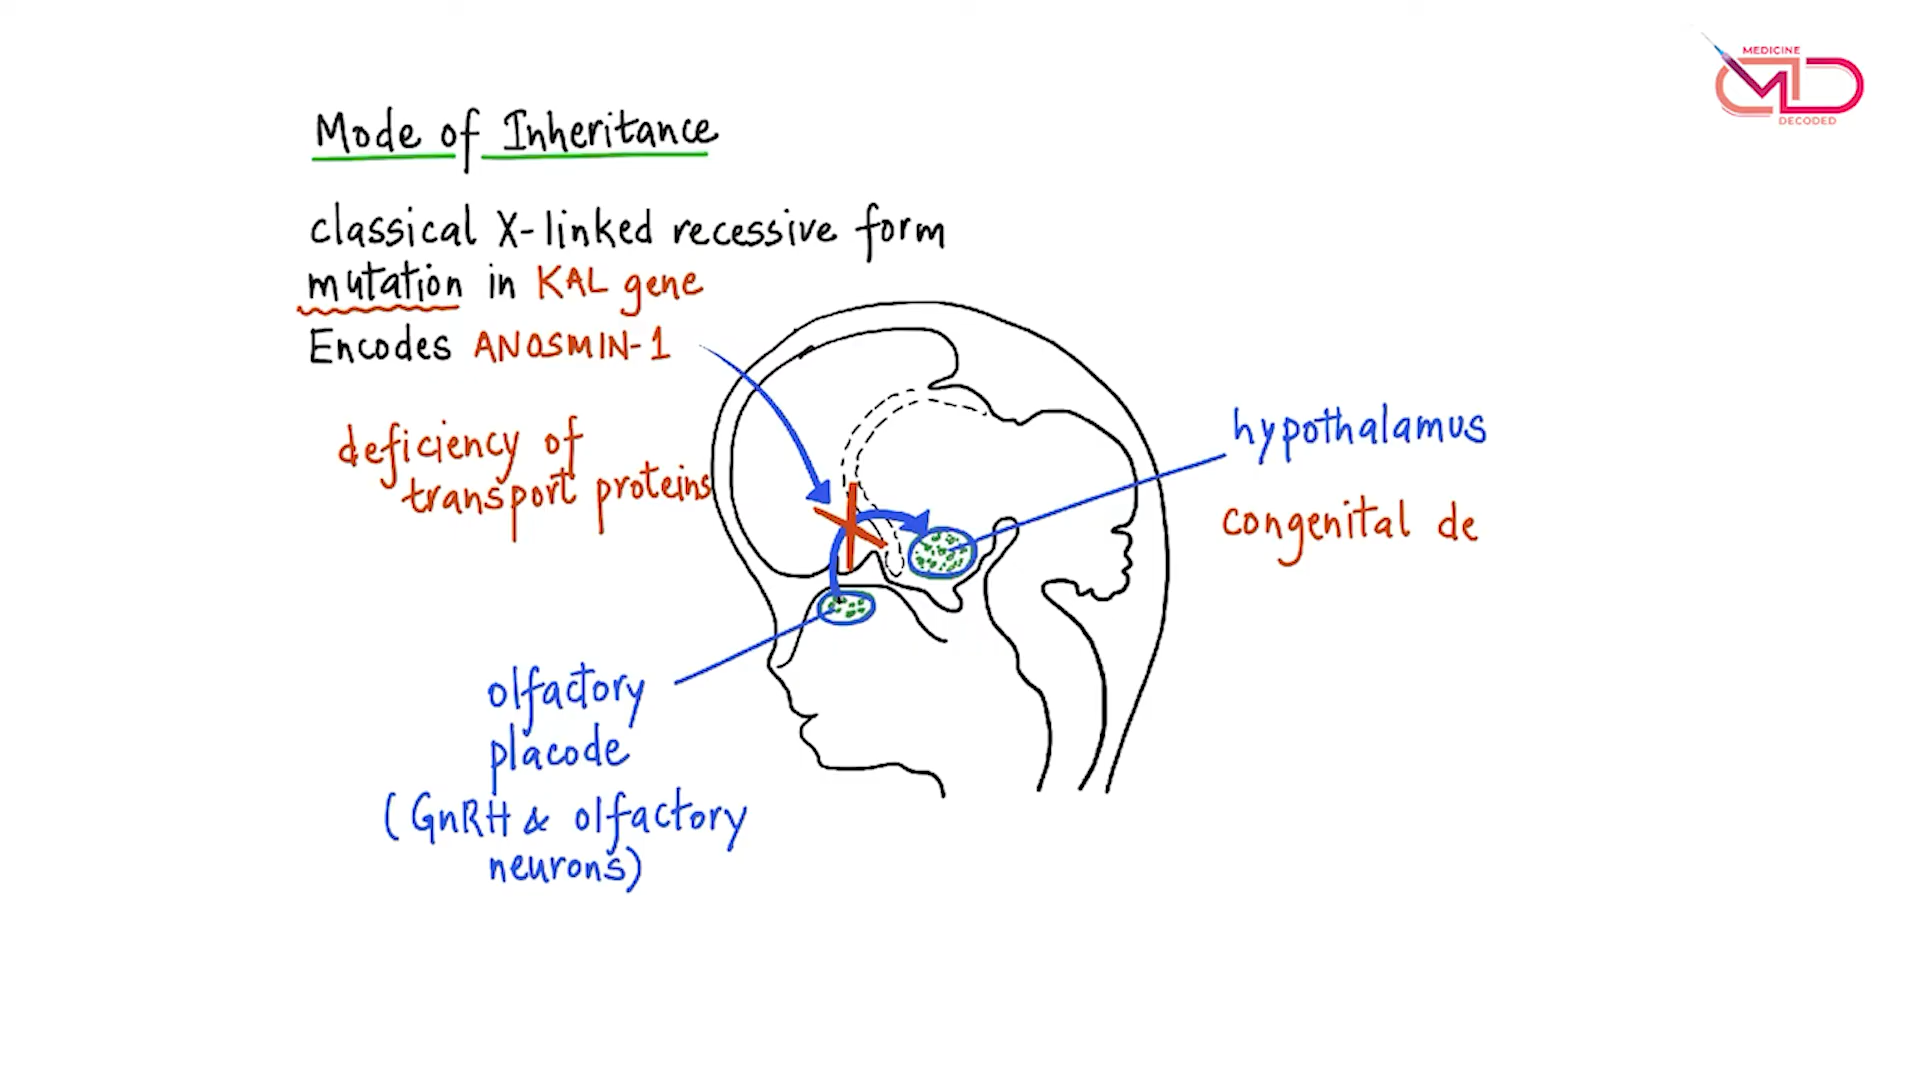 MEDICINE
DECODED
Mode of Inheritance
classical X-linked recessive form
mutation in KAL gene
Encodes ANOSMIN-1
deficiency of
transport proteins
hypothalamus
congenital de
olfactory
placode
(GnRH & olfactory
neurons)